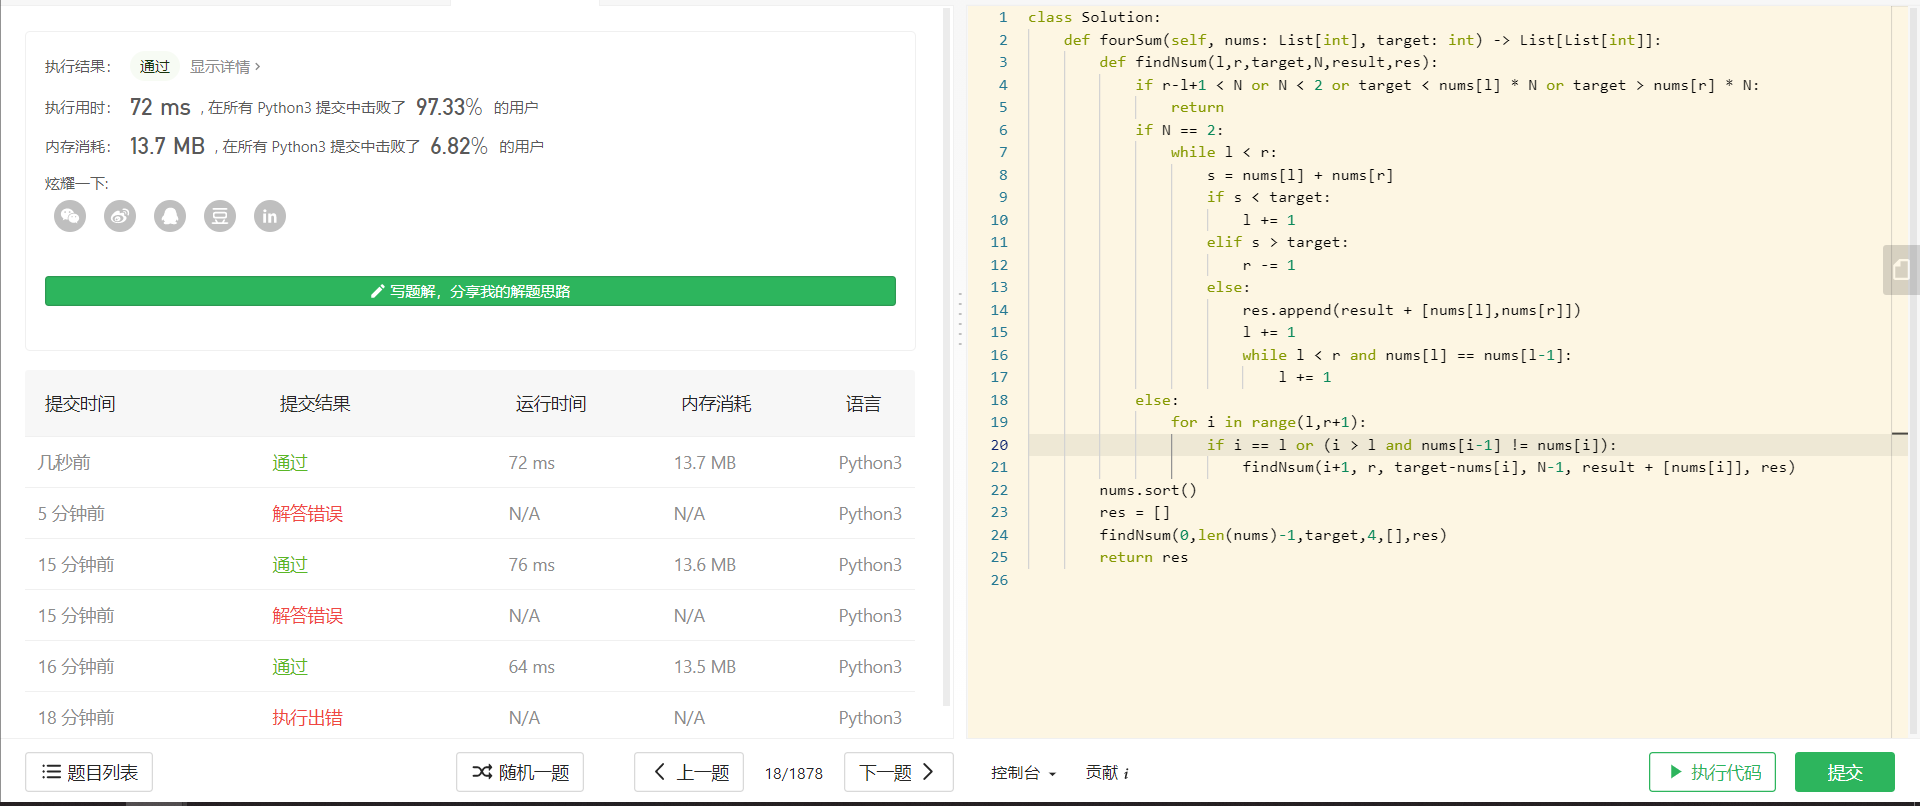 执行结果： 通过 显示详情 ›
执行用时： 72 ms , 在所有 Python3 提交中击败了 97.33% 的用户
内存消耗： 13.7 MB , 在所有 Python3 提交中击败了 6.82% 的用户
炫耀一下:
写题解，分享我的解题思路
提交时间 提交结果 运行时间 内存消耗 语言
几秒前 通过 72 ms 13.7 MB Python3
5 分钟前 解答错误 N/A N/A Python3
15 分钟前 通过 76 ms 13.6 MB Python3
15 分钟前 解答错误 N/A N/A Python3
16 分钟前 通过 64 ms 13.5 MB Python3
18 分钟前 执行出错 N/A N/A Python3
题目列表 随机一题 上一题 18/1878 下一题
1 class Solution:
2     def fourSum(self, nums: List[int], target: int) -> List[List[int]]:
3         def findNsum(l,r,target,N,result,res):
4             if r-l+1 < N or N < 2 or target < nums[l] * N or target > nums[r] * N:
5                 return
6             if N == 2:
7                 while l < r:
8                     s = nums[l] + nums[r]
9                     if s < target:
10                         l += 1
11                     elif s > target:
12                         r -= 1
13                     else:
14                         res.append(result + [nums[l],nums[r]])
15                         l += 1
16                         while l < r and nums[l] == nums[l-1]:
17                             l += 1
18             else:
19                 for i in range(l,r+1):
20                     if i == l or (i > l and nums[i-1] != nums[i]):
21                         findNsum(i+1, r, target-nums[i], N-1, result + [nums[i]], res)
22         nums.sort()
23         res = []
24         findNsum(0,len(nums)-1,target,4,[],res)
25         return res
26
控制台 贡献 i 执行代码 提交